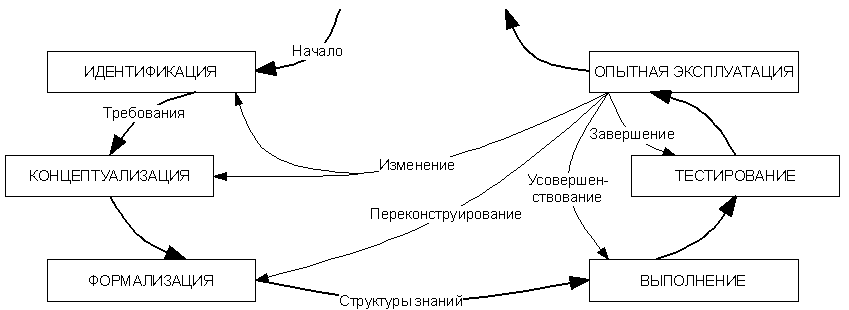 Начало
ИДЕНТИФИКАЦИЯ
ОПЫТНАЯ ЭКСПЛУАТАЦИЯ
Требования
Завершение
Изменение
КОНЦЕПТУАЛИЗАЦИЯ
Усовершен-
ствование
ТЕСТИРОВАНИЕ
Переконструирование
ФОРМАЛИЗАЦИЯ
ВЫПОЛНЕНИЕ
Структуры знаний